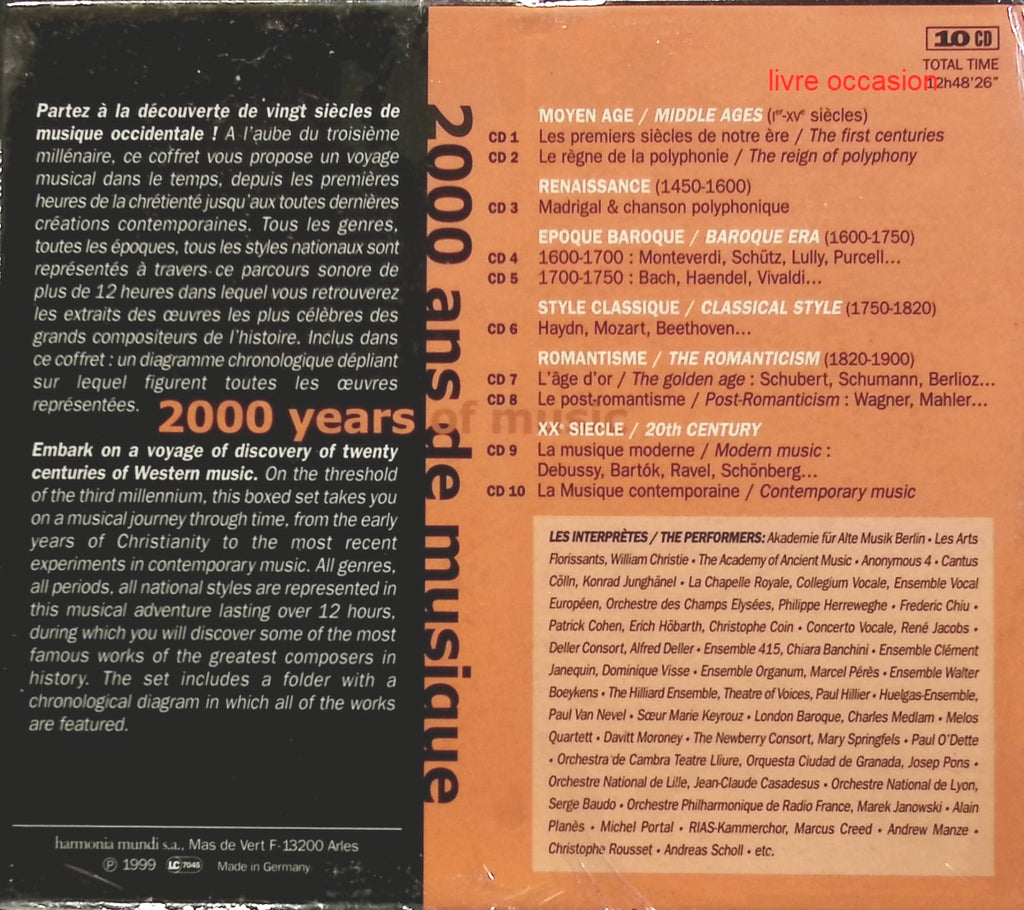 Partez à la découverte de vingt siècles de
musique occidentale ! A l'aube du troisième
millénaire, ce coffret vous propose un voyage
musical dans le temps, depuis les premières
heures de la chrétienté jusqu'aux toutes dernières
créations contemporaines. Tous les genres,
toutes les époques, tous les styles nationaux sont
représentés à travers ce parcours sonore de
plus de 12 heures dans lequel vous retrouverez
les extraits des œuvres les plus célèbres des
grands compositeurs de l'histoire. Inclus dans
ce coffret : un diagramme chronologique dépliant
sur lequel figurent toutes les œuvres
représentées.
2000 years of music
Embark on a voyage of discovery of twenty
centuries of Western music. On the threshold
of the third millennium, this boxed set takes you
on a musical journey through time, from the early
years of Christianity to the most recent
experiments in contemporary music. All genres,
all periods, all national styles are represented in
this musical adventure lasting over 12 hours,
during which you will discover some of the most
famous works of the greatest composers in
history. The set includes a folder with a
chronological diagram in which all of the works
are featured.
harmonia mundi s.a., Mas de Vert F-13200 Arles
℗ 1999 LC 7045 Made in Germany
2000 ans de musique
10 CD
TOTAL TIME
12h48'26"
livre occasion
MOYEN AGE / MIDDLE AGES (Ier-XVe siècles)
CD 1 Les premiers siècles de notre ère / The first centuries
CD 2 Le règne de la polyphonie / The reign of polyphony
RENAISSANCE (1450-1600)
CD 3 Madrigal & chanson polyphonique
EPOQUE BAROQUE / BAROQUE ERA (1600-1750)
CD 4 1600-1700 : Monteverdi, Schütz, Lully, Purcell...
CD 5 1700-1750 : Bach, Haendel, Vivaldi...
STYLE CLASSIQUE / CLASSICAL STYLE (1750-1820)
CD 6 Haydn, Mozart, Beethoven...
ROMANTISME / THE ROMANTICISM (1820-1900)
CD 7 L'âge d'or / The golden age : Schubert, Schumann, Berlioz...
CD 8 Le post-romantisme / Post-Romanticism : Wagner, Mahler...
XXe SIECLE / 20th CENTURY
CD 9 La musique moderne / Modern music :
Debussy, Bartók, Ravel, Schönberg...
CD 10 La Musique contemporaine / Contemporary music
LES INTERPRÈTES / THE PERFORMERS: Akademie für Alte Musik Berlin • Les Arts
Florissants, William Christie • The Academy of Ancient Music • Anonymous 4 • Cantus
Cölln, Konrad Junghänel • La Chapelle Royale, Collegium Vocale, Ensemble Vocal
Européen, Orchestre des Champs Elysées, Philippe Herreweghe • Frederic Chiu •
Patrick Cohen, Erich Höbarth, Christophe Coin • Concerto Vocale, René Jacobs •
Deller Consort, Alfred Deller • Ensemble 415, Chiara Banchini • Ensemble Clément
Janequin, Dominique Visse • Ensemble Organum, Marcel Pérès • Ensemble Walter
Boeykens • The Hilliard Ensemble, Theatre of Voices, Paul Hillier • Huelgas-Ensemble,
Paul Van Nevel • Sœur Marie Keyrouz • London Baroque, Charles Medlam • Melos
Quartett • Davitt Moroney • The Newberry Consort, Mary Springfels • Paul O'Dette
• Orchestra de Cambra Teatre Lliure, Orquesta Ciudad de Granada, Josep Pons •
Orchestre National de Lille, Jean-Claude Casadesus • Orchestre National de Lyon,
Serge Baudo • Orchestre Philharmonique de Radio France, Marek Janowski • Alain
Planès • Michel Portal • RIAS-Kammerchor, Marcus Creed • Andrew Manze •
Christophe Rousset • Andreas Scholl • etc.